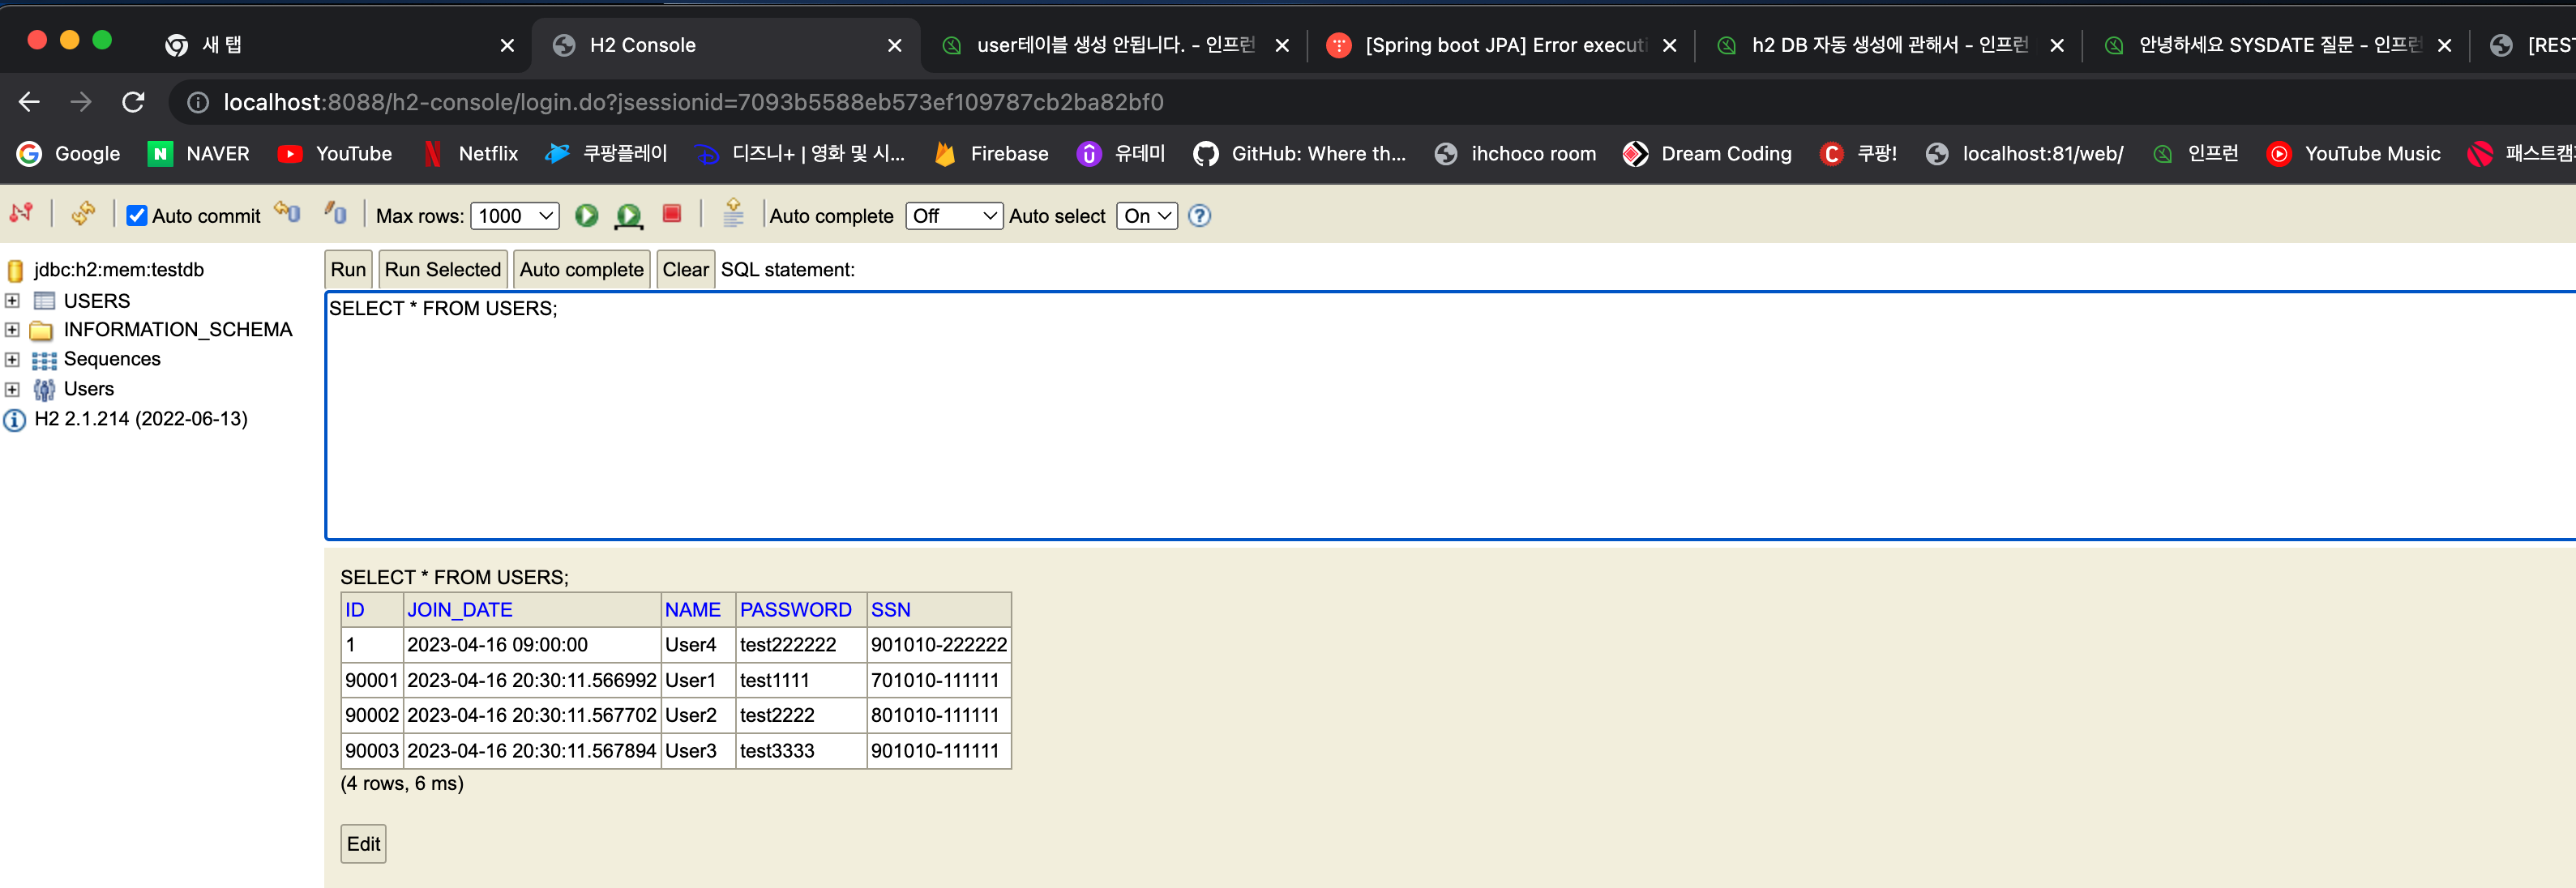 새 탭
H2 Console
user테이블 생성 안됩니다. - 인프런
[Spring boot JPA] Error executi
h2 DB 자동 생성에 관해서 - 인프런
안녕하세요 SYSDATE 질문 - 인프런
[REST
localhost:8088/h2-console/login.do?jsessionid=7093b5588eb573ef109787cb2ba82bf0
Google NAVER YouTube Netflix 쿠팡플레이 디즈니+ | 영화 및 시... Firebase 유데미 GitHub: Where th... ihchoco room Dream Coding 쿠팡! localhost:81/web/ 인프런 YouTube Music 패스트캠
Auto commit Max rows: 1000 Auto complete Off Auto select On
jdbc:h2:mem:testdb
USERS
INFORMATION_SCHEMA
Sequences
Users
H2 2.1.214 (2022-06-13)
Run Run Selected Auto complete Clear SQL statement:
SELECT * FROM USERS;
SELECT * FROM USERS;
ID JOIN_DATE NAME PASSWORD SSN
1 2023-04-16 09:00:00 User4 test222222 901010-222222
90001 2023-04-16 20:30:11.566992 User1 test1111 701010-111111
90002 2023-04-16 20:30:11.567702 User2 test2222 801010-111111
90003 2023-04-16 20:30:11.567894 User3 test3333 901010-111111
(4 rows, 6 ms)
Edit